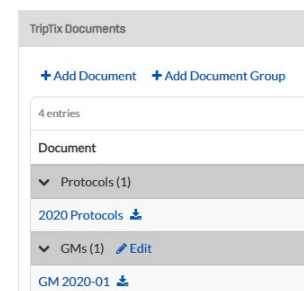 TripTix Documents
+ Add Document + Add Document Group
4 entries
Document
Protocols (1)
2020 Protocols
GMs (1) Edit
GM 2020-01